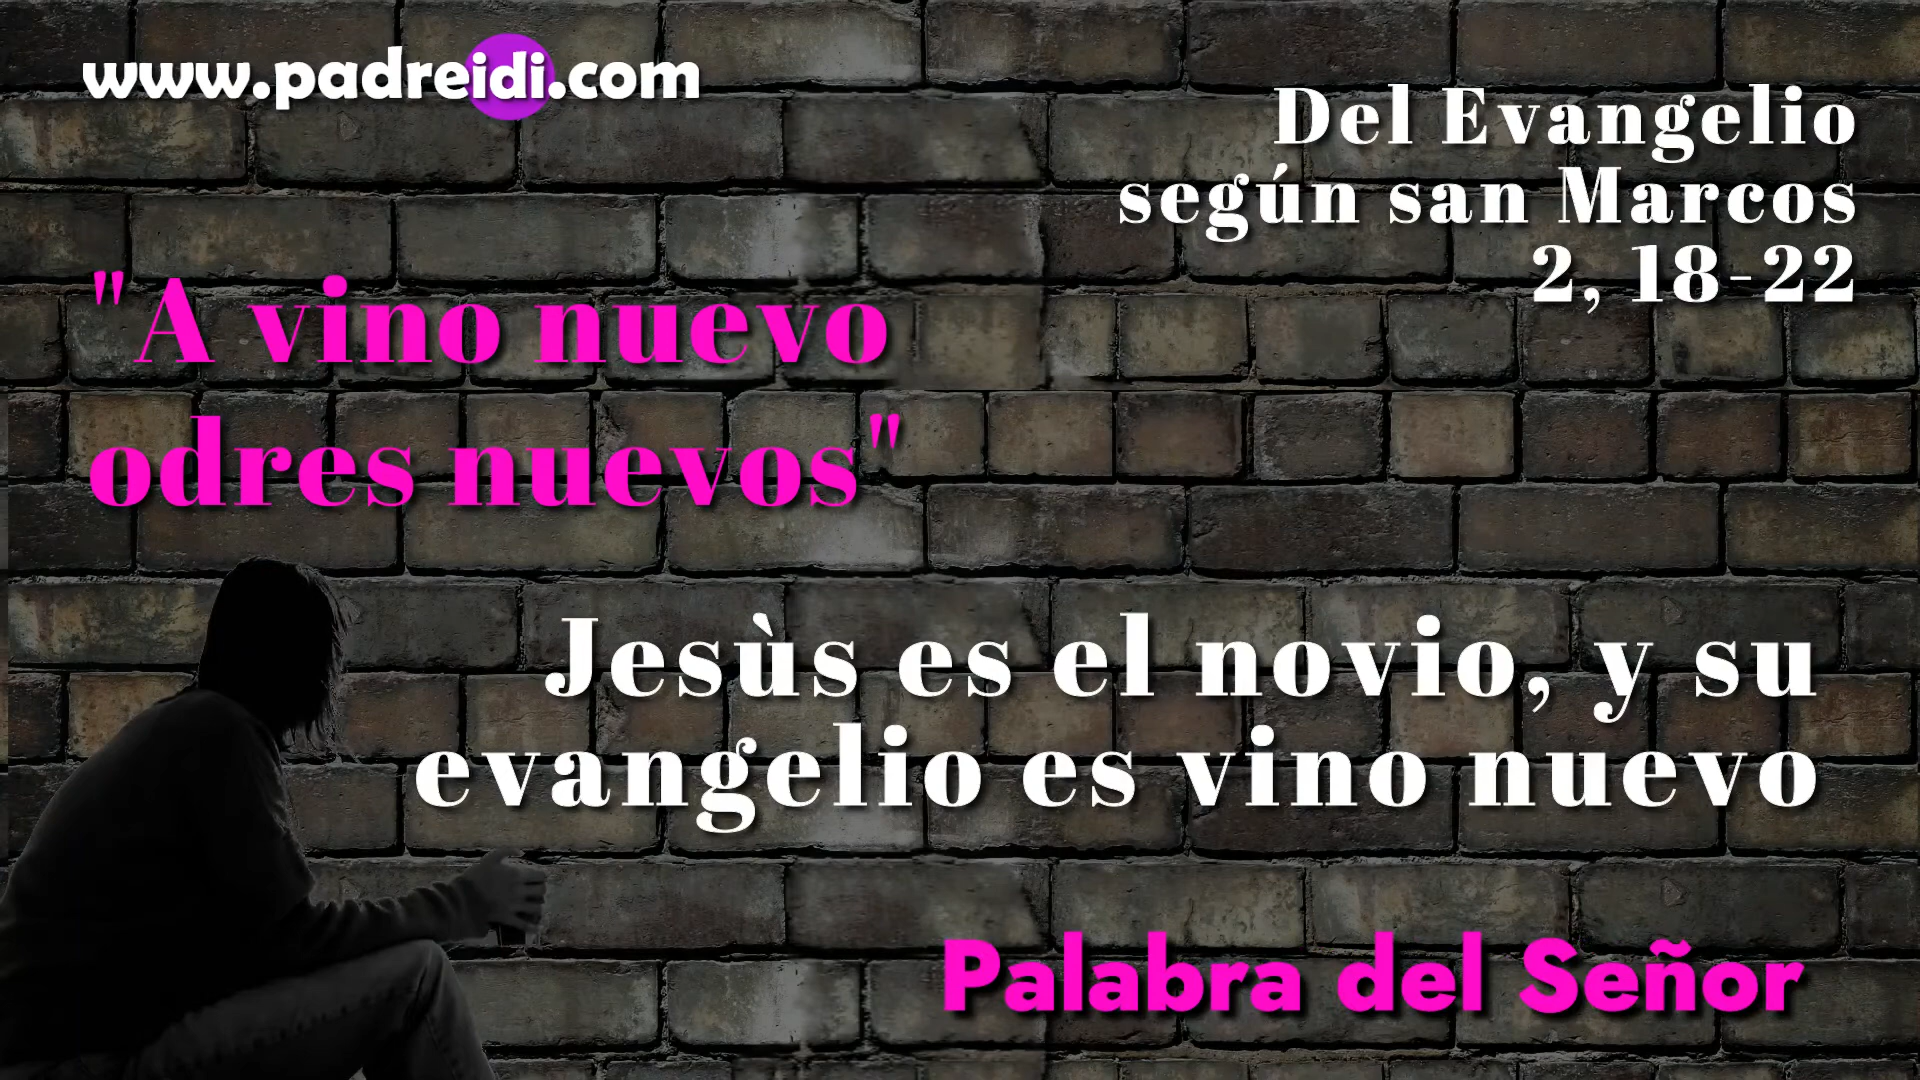 www.padreidi.com
Del Evangelio
según san Marcos
2, 18-22
"A vino nuevo
odres nuevos"
Jesùs es el novio, y su
evangelio es vino nuevo
Palabra del Señor